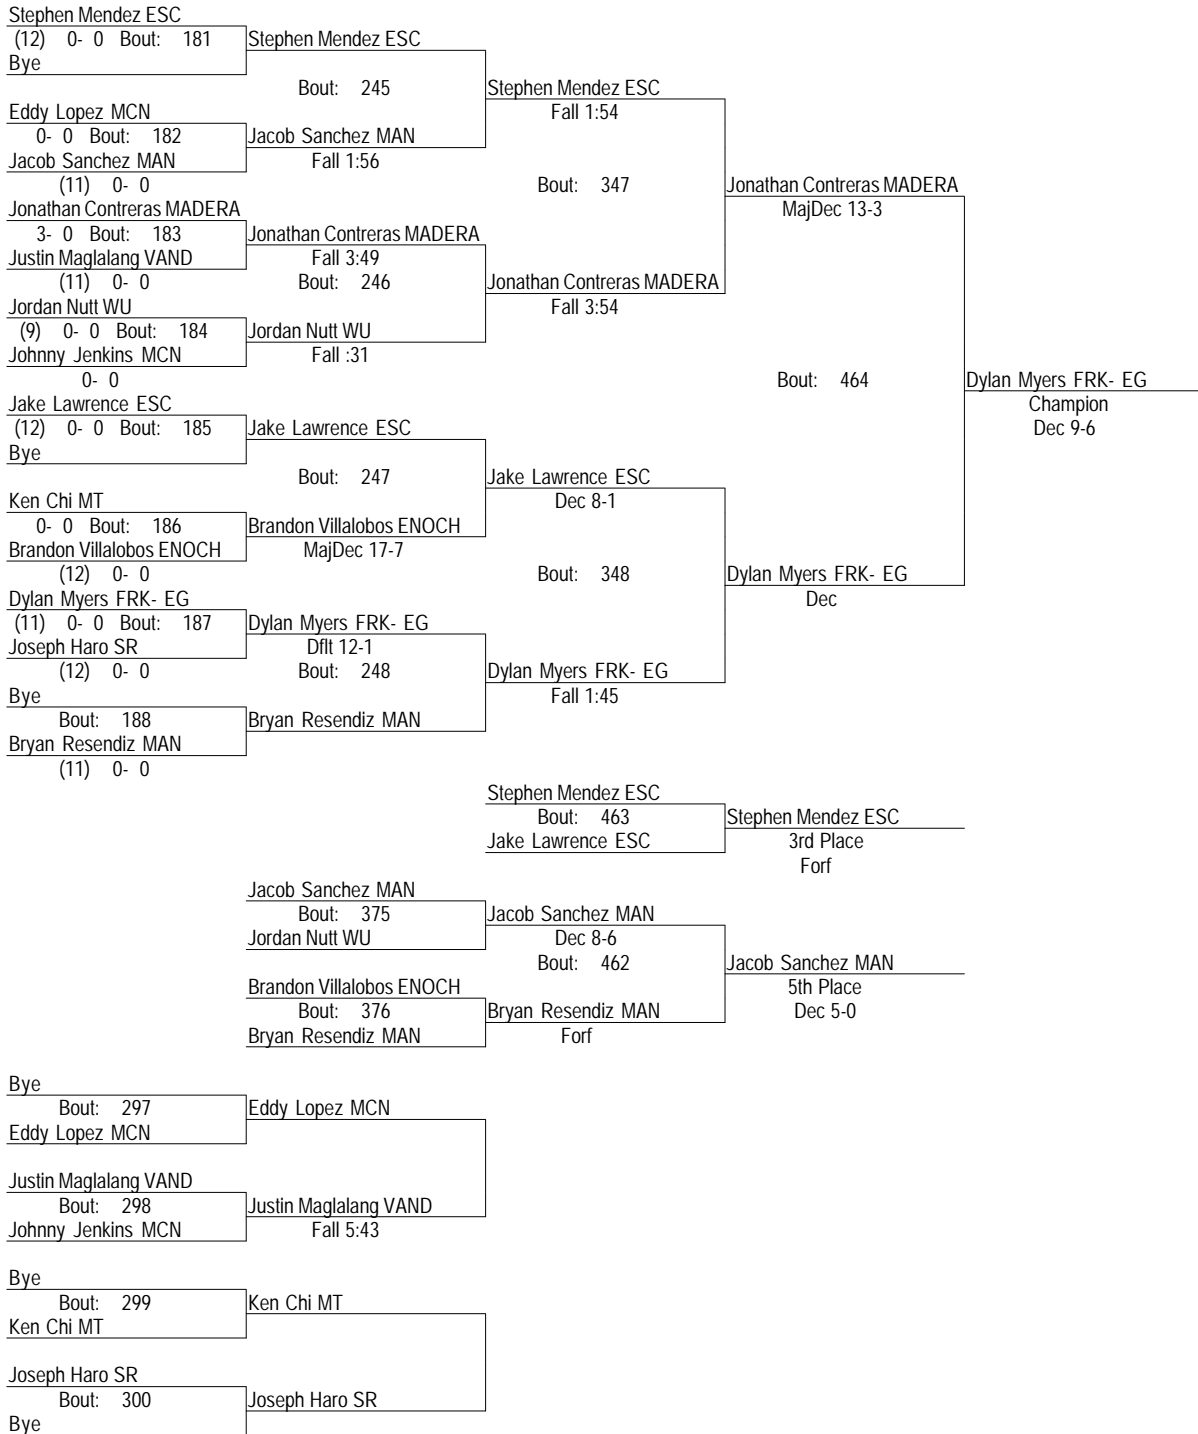 Stephen Mendez ESC
(12) 0- 0 Bout: 181
Stephen Mendez ESC
Bye
Bout: 245
Stephen Mendez ESC
Fall 1:54
Eddy Lopez MCN
0- 0 Bout: 182
Jacob Sanchez MAN
Jacob Sanchez MAN
Fall 1:56
(11) 0- 0
Bout: 347
Jonathan Contreras MADERA
MajDec 13-3
Jonathan Contreras MADERA
3- 0 Bout: 183
Jonathan Contreras MADERA
Justin Maglalang VAND
Fall 3:49
(11) 0- 0
Bout: 246
Jonathan Contreras MADERA
Fall 3:54
Jordan Nutt WU
(9) 0- 0 Bout: 184
Jordan Nutt WU
Johnny Jenkins MCN
Fall :31
0- 0
Bout: 464
Dylan Myers FRK- EG
Champion
Dec 9-6
Jake Lawrence ESC
(12) 0- 0 Bout: 185
Jake Lawrence ESC
Bye
Bout: 247
Jake Lawrence ESC
Dec 8-1
Ken Chi MT
0- 0 Bout: 186
Brandon Villalobos ENOCH
Brandon Villalobos ENOCH
MajDec 17-7
(12) 0- 0
Bout: 348
Dylan Myers FRK- EG
Dec
Dylan Myers FRK- EG
(11) 0- 0 Bout: 187
Dylan Myers FRK- EG
Joseph Haro SR
Dflt 12-1
(12) 0- 0
Bout: 248
Dylan Myers FRK- EG
Fall 1:45
Bye
Bout: 188
Bryan Resendiz MAN
Bryan Resendiz MAN
(11) 0- 0
Stephen Mendez ESC
Bout: 463
Stephen Mendez ESC
Jake Lawrence ESC
3rd Place
Forf
Jacob Sanchez MAN
Bout: 375
Jacob Sanchez MAN
Jordan Nutt WU
Dec 8-6
Bout: 462
Jacob Sanchez MAN
5th Place
Dec 5-0
Brandon Villalobos ENOCH
Bout: 376
Bryan Resendiz MAN
Bryan Resendiz MAN
Forf
Bye
Bout: 297
Eddy Lopez MCN
Eddy Lopez MCN
Justin Maglalang VAND
Bout: 298
Justin Maglalang VAND
Johnny Jenkins MCN
Fall 5:43
Bye
Bout: 299
Ken Chi MT
Ken Chi MT
Joseph Haro SR
Bout: 300
Joseph Haro SR
Bye